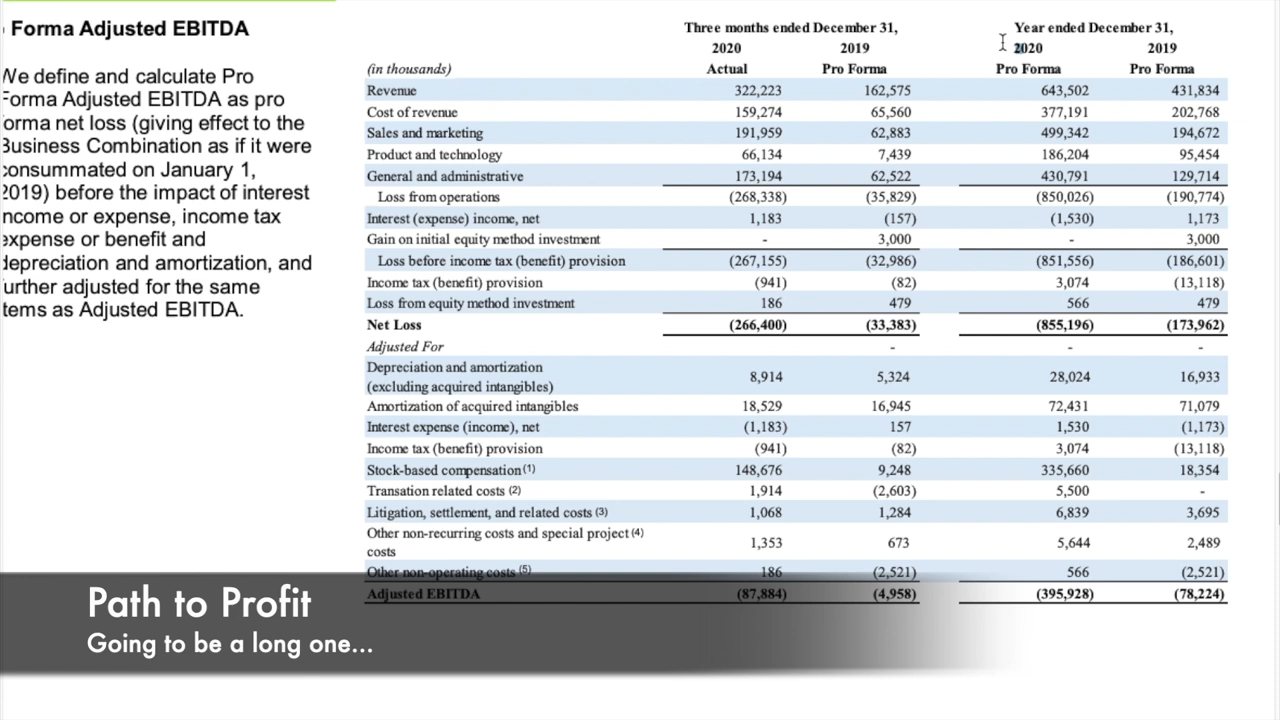 Forma Adjusted EBITDA
We define and calculate Pro
Forma Adjusted EBITDA as pro
forma net loss (giving effect to the
Business Combination as if it were
consummated on January 1,
2019) before the impact of interest
income or expense, income tax
expense or benefit and
depreciation and amortization, and
further adjusted for the same
items as Adjusted EBITDA.
Three months ended December 31, Year ended December 31,
2020 2019 2020 2019
(in thousands) Actual Pro Forma Pro Forma Pro Forma
Revenue 322,223 162,575 643,502 431,834
Cost of revenue 159,274 65,560 377,191 202,768
Sales and marketing 191,959 62,883 499,342 194,672
Product and technology 66,134 7,439 186,204 95,454
General and administrative 173,194 62,522 430,791 129,714
Loss from operations (268,338) (35,829) (850,026) (190,774)
Interest (expense) income, net 1,183 (157) (1,530) 1,173
Gain on initial equity method investment - 3,000 - 3,000
Loss before income tax (benefit) provision (267,155) (32,986) (851,556) (186,601)
Income tax (benefit) provision (941) (82) 3,074 (13,118)
Loss from equity method investment 186 479 566 479
Net Loss (266,400) (33,383) (855,196) (173,962)
Adjusted For - - -
Depreciation and amortization
(excluding acquired intangibles) 8,914 5,324 28,024 16,933
Amortization of acquired intangibles 18,529 16,945 72,431 71,079
Interest expense (income), net (1,183) 157 1,530 (1,173)
Income tax (benefit) provision (941) (82) 3,074 (13,118)
Stock-based compensation (1) 148,676 9,248 335,660 18,354
Transation related costs (2) 1,914 (2,603) 5,500 -
Litigation, settlement, and related costs (3) 1,068 1,284 6,839 3,695
Other non-recurring costs and special project (4)
costs 1,353 673 5,644 2,489
Other non-operating costs (5) 186 (2,521) 566 (2,521)
Adjusted EBITDA (87,884) (4,958) (395,928) (78,224)
Path to Profit
Going to be a long one...